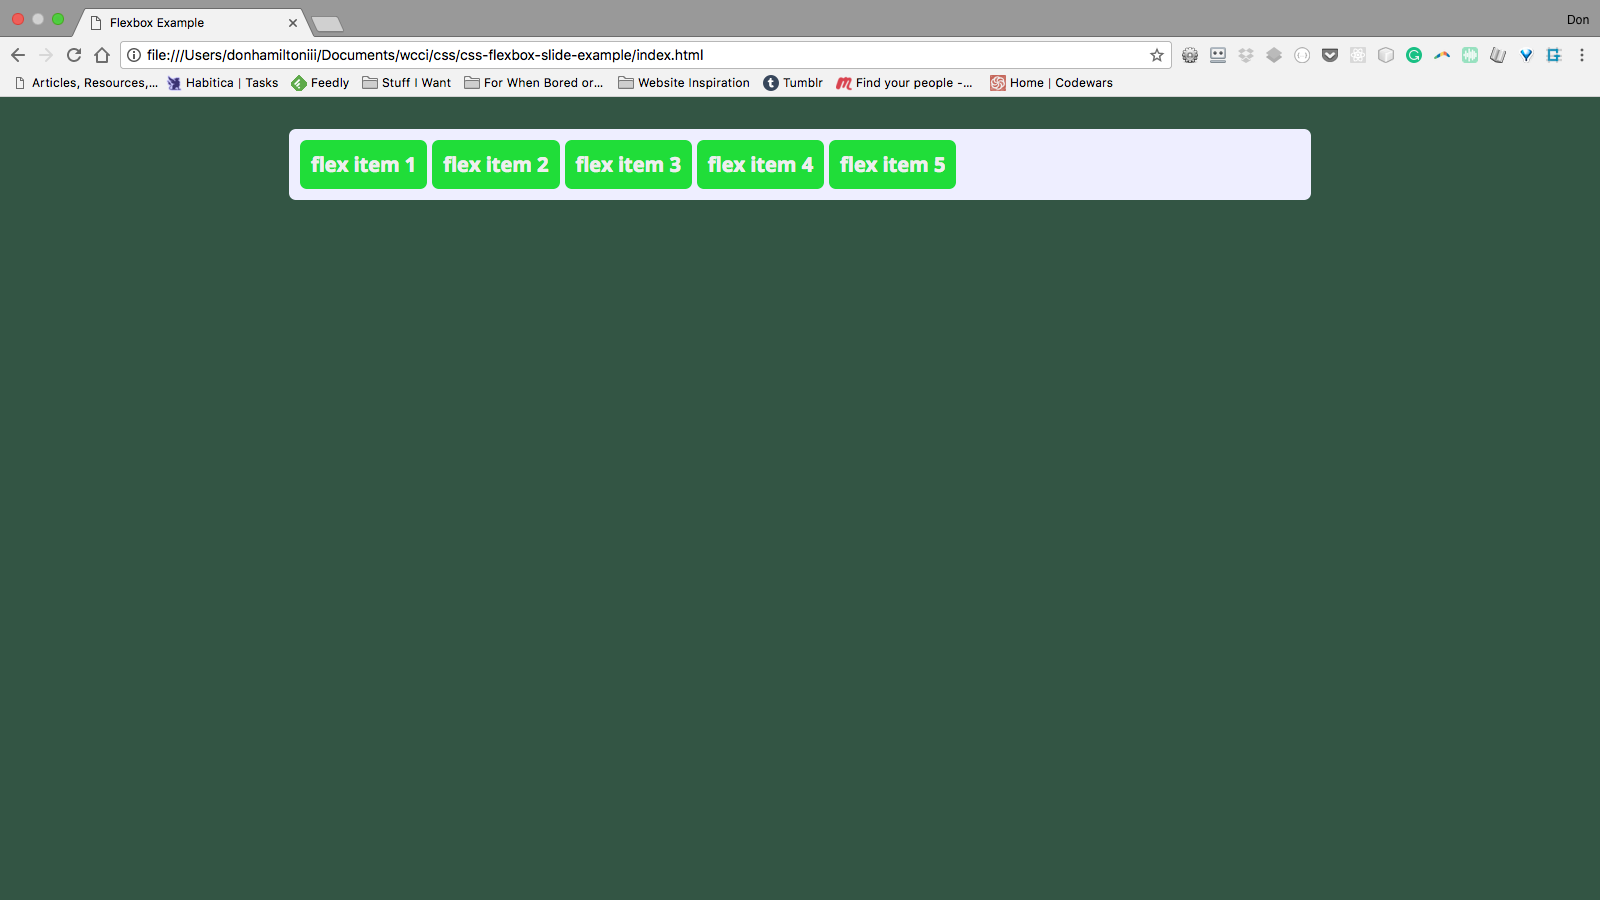 Flexbox Example
Don
file:///Users/donhamiltoniii/Documents/wcci/css/css-flexbox-slide-example/index.html
Articles, Resources,... Habitica | Tasks Feedly Stuff I Want For When Bored or... Website Inspiration Tumblr Find your people -... Home | Codewars
flex item 1 flex item 2 flex item 3 flex item 4 flex item 5